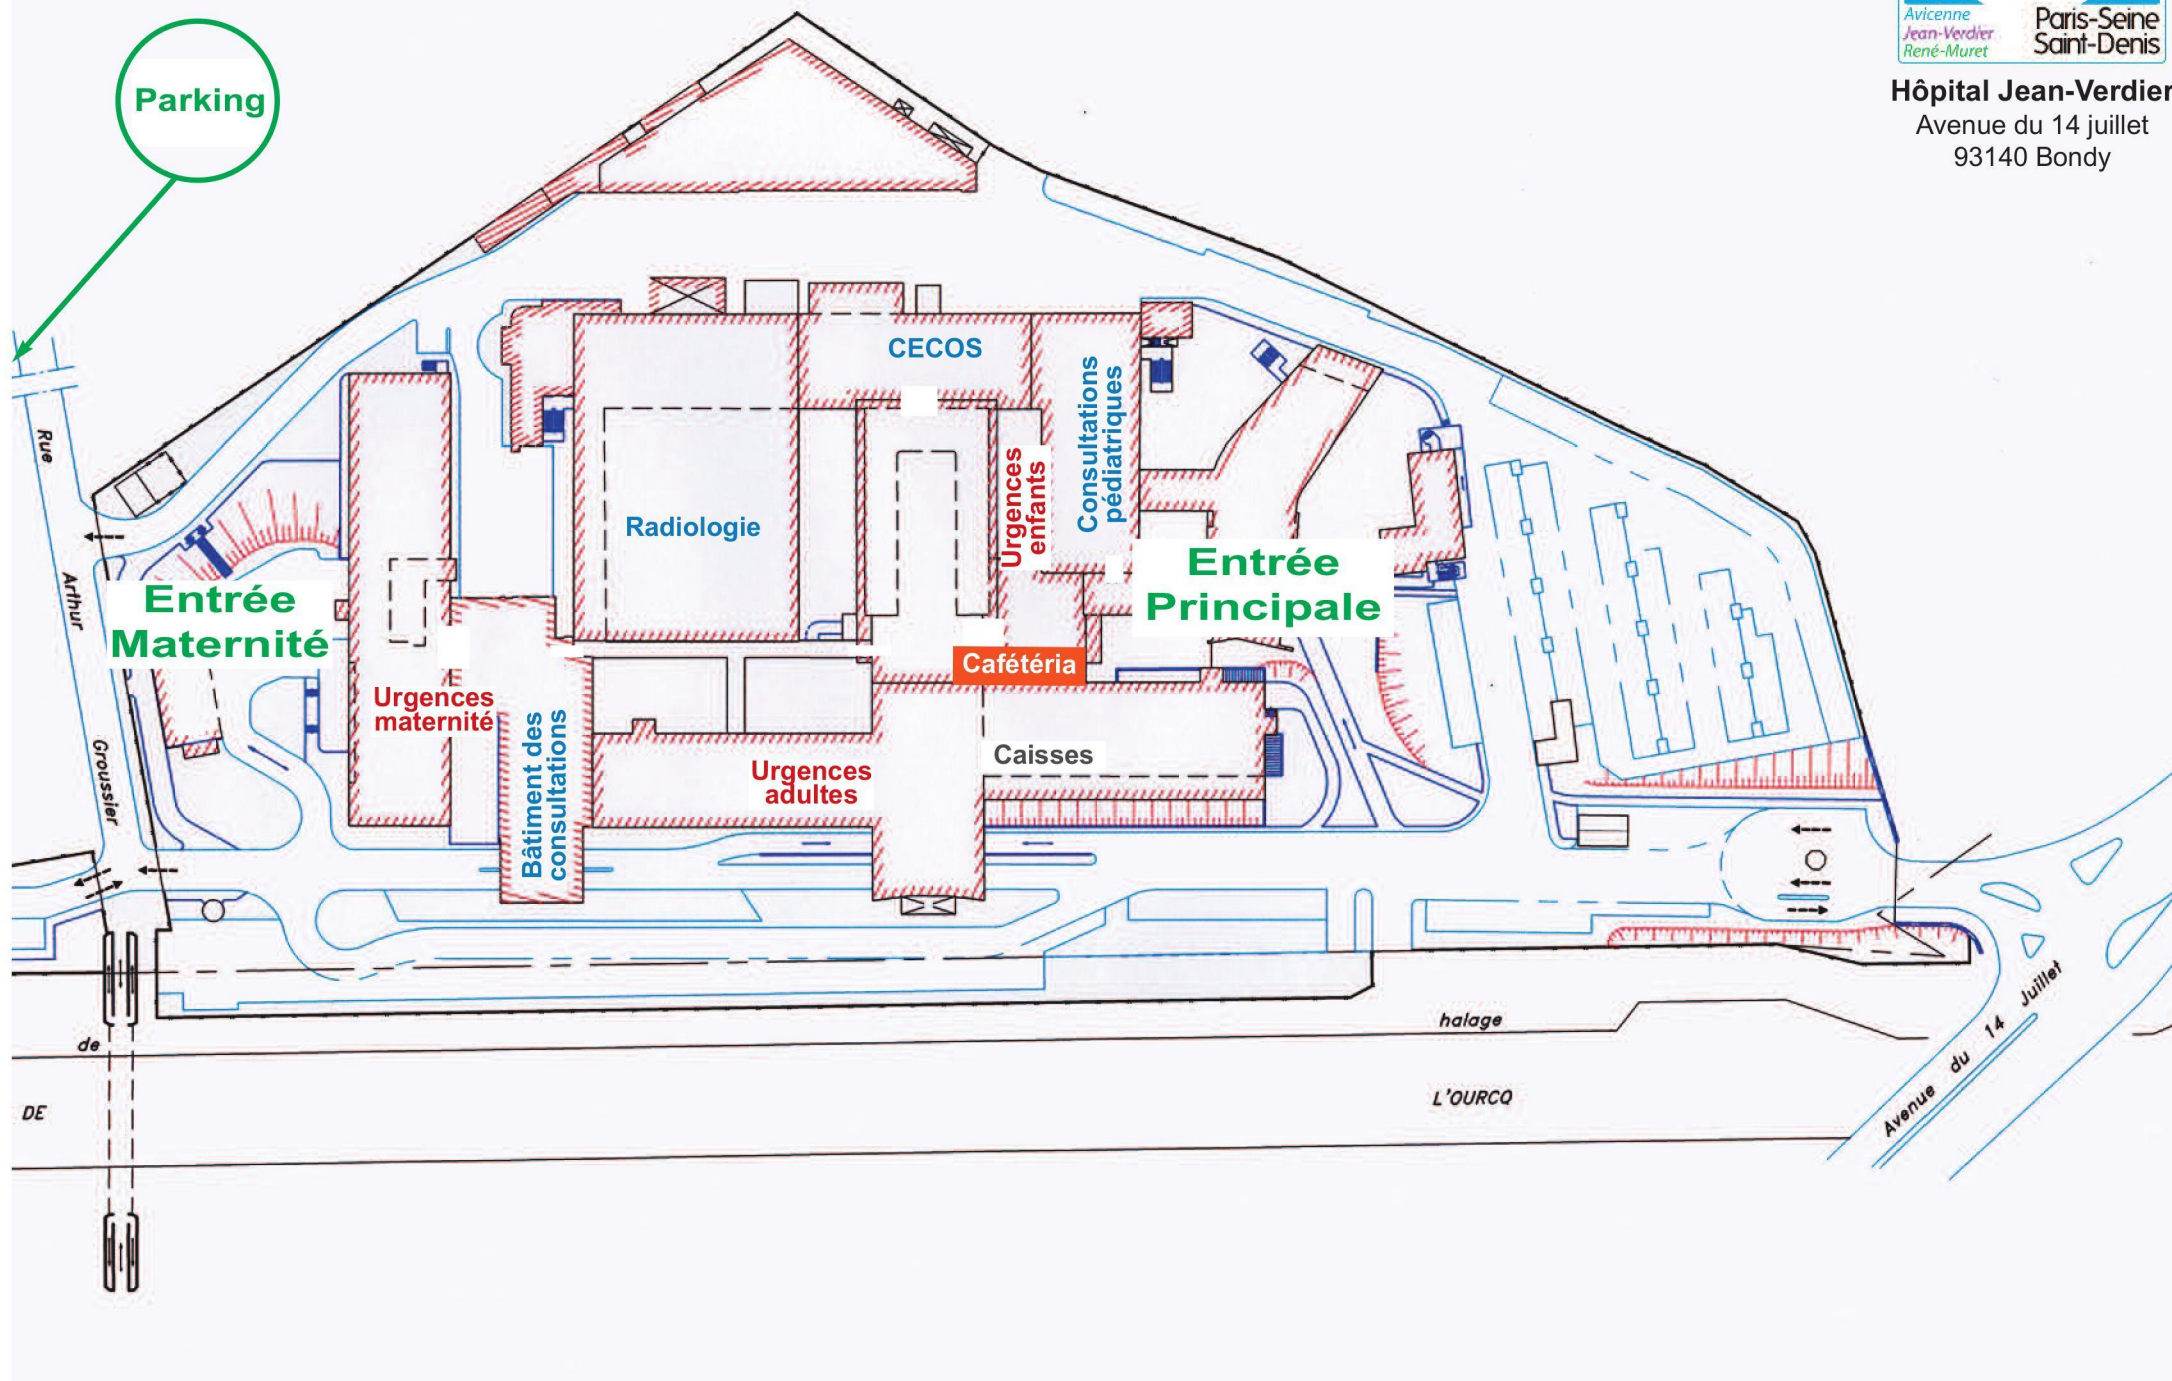 Avicenne
Jean-Verdier
René-Muret
Paris-Seine
Saint-Denis
Hôpital Jean-Verdier
Avenue du 14 juillet
93140 Bondy
Parking
CECOS
Consultations
pédiatriques
Urgences
enfants
Radiologie
Rue
Arthur
Groussier
Entrée
Maternité
Entrée
Principale
Cafétéria
Urgences
maternité
Bâtiment des
consultations
Urgences
adultes
Caisses
de
halage
DE
L'OURCQ
Avenue du 14 Juillet